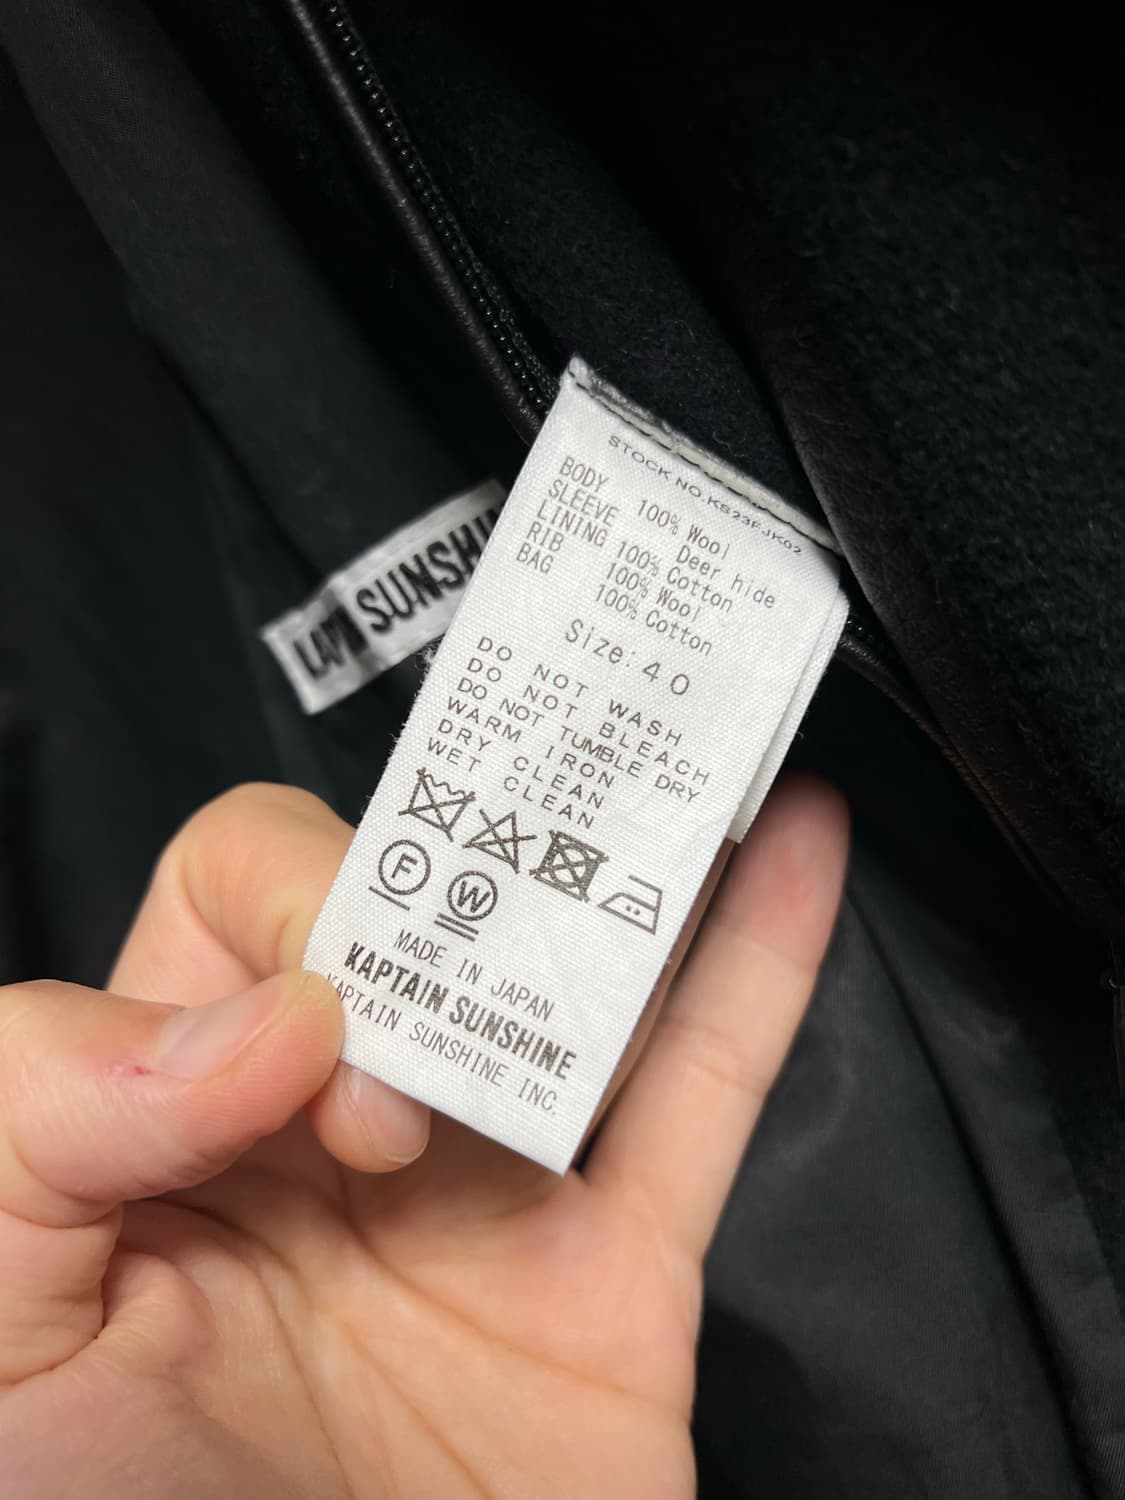 STOCK NO.KS23FJK02
BODY 100% Wool
SLEEVE Deer hide
LINING 100% Cotton
RIB 100% Wool
BAG 100% Cotton
Size: 40
DO NOT WASH
DO NOT BLEACH
DO NOT TUMBLE DRY
WARM IRON
DRY CLEAN
WET CLEAN
F
W
MADE IN JAPAN
KAPTAIN SUNSHINE
KAPTAIN SUNSHINE INC.